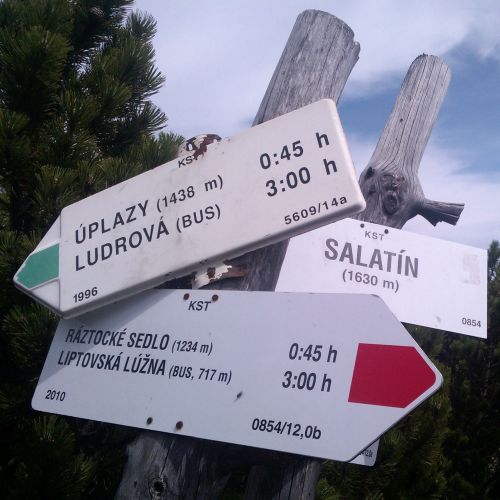 KST
ÚPLAZY (1438 m) 0:45 h
LUDROVÁ (BUS) 3:00 h
1996 5609/14a
KST
SALATÍN
(1630 m)
0854
KST
RÁZTOCKÉ SEDLO (1234 m) 0:45 h
LIPTOVSKÁ LÚŽNA (BUS, 717 m) 3:00 h
2010 0854/12,0b